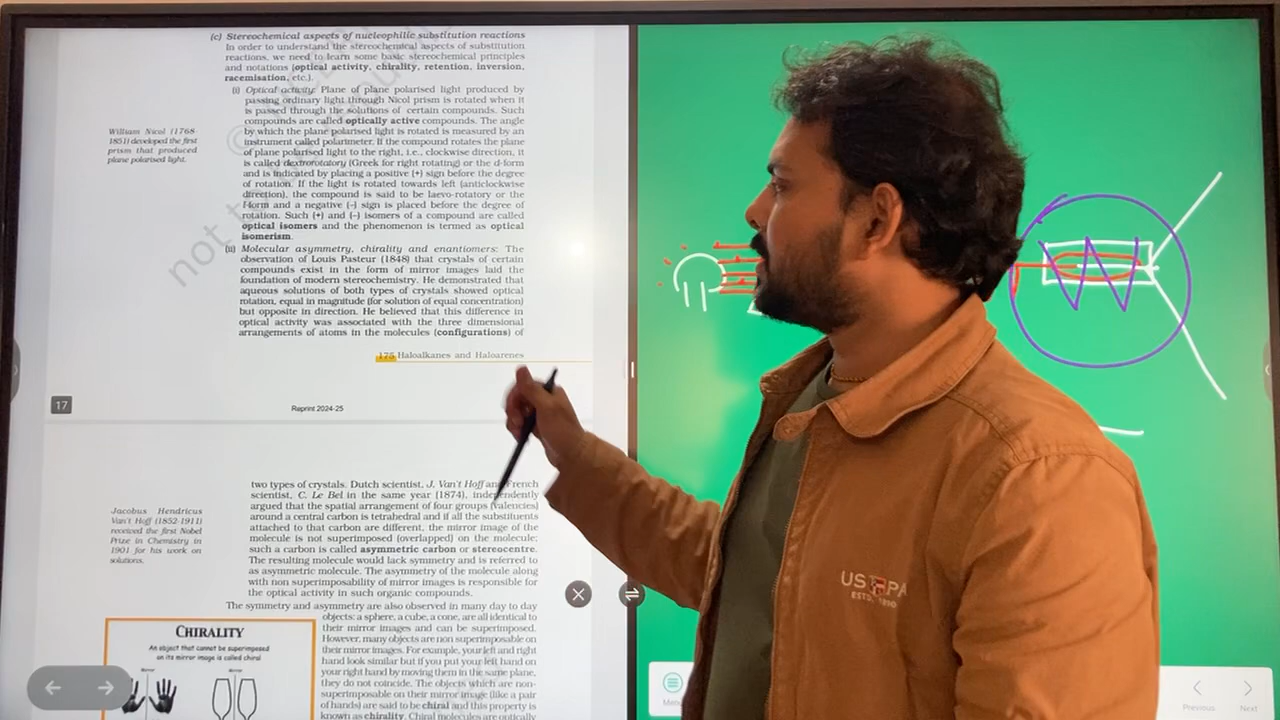 (c) Stereochemical aspects of nucleophilic substitution reactions
In order to understand the stereochemical aspects of substitution
reactions, we need to learn some basic stereochemical principles
and notations (optical activity, chirality, retention, inversion,
racemisation, etc.).
(i) Optical activity: Plane of plane polarised light produced by
passing ordinary light through Nicol prism is rotated when it
is passed through the solutions of certain compounds. Such
compounds are called optically active compounds. The angle
by which the plane polarised light is rotated is measured by an
instrument called polarimeter. If the compound rotates the plane
of plane polarised light to the right, i.e., clockwise direction, it
is called dextrorotatory (Greek for right rotating) or the d-form
and is indicated by placing a positive (+) sign before the degree
of rotation. If the light is rotated towards left (anticlockwise
direction), the compound is said to be laevo-rotatory or the
l-form and a negative (–) sign is placed before the degree of
rotation. Such (+) and (–) isomers of a compound are called
optical isomers and the phenomenon is termed as optical
isomerism.
William Nicol (1768-
1851) developed the first
prism that produced
plane polarised light.
(ii) Molecular asymmetry, chirality and enantiomers: The
observation of Louis Pasteur (1848) that crystals of certain
compounds exist in the form of mirror images laid the
foundation of modern stereochemistry. He demonstrated that
aqueous solutions of both types of crystals showed optical
rotation, equal in magnitude (for solution of equal concentration)
but opposite in direction. He believed that this difference in
optical activity was associated with the three dimensional
arrangements of atoms in the molecules (configurations) of
175 Haloalkanes and Haloarenes
17
Reprint 2024-25
not
two types of crystals. Dutch scientist, J. Van't Hoff and French
scientist, C. Le Bel in the same year (1874), independently
argued that the spatial arrangement of four groups (valencies)
around a central carbon is tetrahedral and if all the substituents
attached to that carbon are different, the mirror image of the
molecule is not superimposed (overlapped) on the molecule;
such a carbon is called asymmetric carbon or stereocentre.
The resulting molecule would lack symmetry and is referred to
as asymmetric molecule. The asymmetry of the molecule along
with non superimposability of mirror images is responsible for
the optical activity in such organic compounds.
Jacobus Hendricus
Van't Hoff (1852-1911)
received the first Nobel
Prize in Chemistry in
1901 for his work on
solutions.
The symmetry and asymmetry are also observed in many day to day
objects: a sphere, a cube, a cone, are all identical to
their mirror images and can be superimposed.
However, many objects are non superimposable on
their mirror images. For example, your left and right
hand look similar but if you put your left hand on
your right hand by moving them in the same plane,
they do not coincide. The objects which are non-
superimposable on their mirror image (like a pair
of hands) are said to be chiral and this property is
known as chirality. Chiral molecules are optically
CHIRALITY
An object that cannot be superimposed
on its mirror image is called chiral
Mirror Mirror
US PA
ESTD. 1890
Menu
Previous
Next